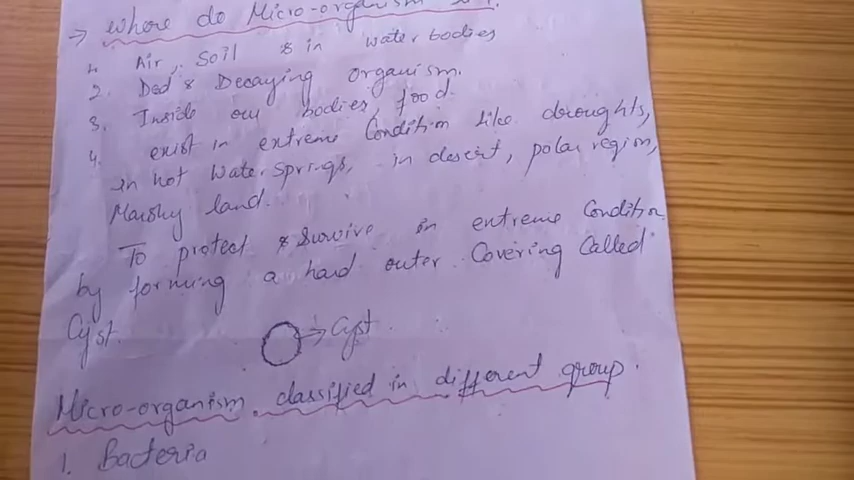 → Where do Micro-organism
1. Air, Soil & in water bodies
2. Ded & Decaying organism.
3. Inside our bodies, food.
4. exist in extreme Condition like droughts,
in hot Water springs, in desert, polar region,
Marshy land.
To protect & Survive in extreme Condition
by forming a hard outer Covering Called
Cyst.
→ Cyst
Micro-organism classified in different group.
1. Bacteria